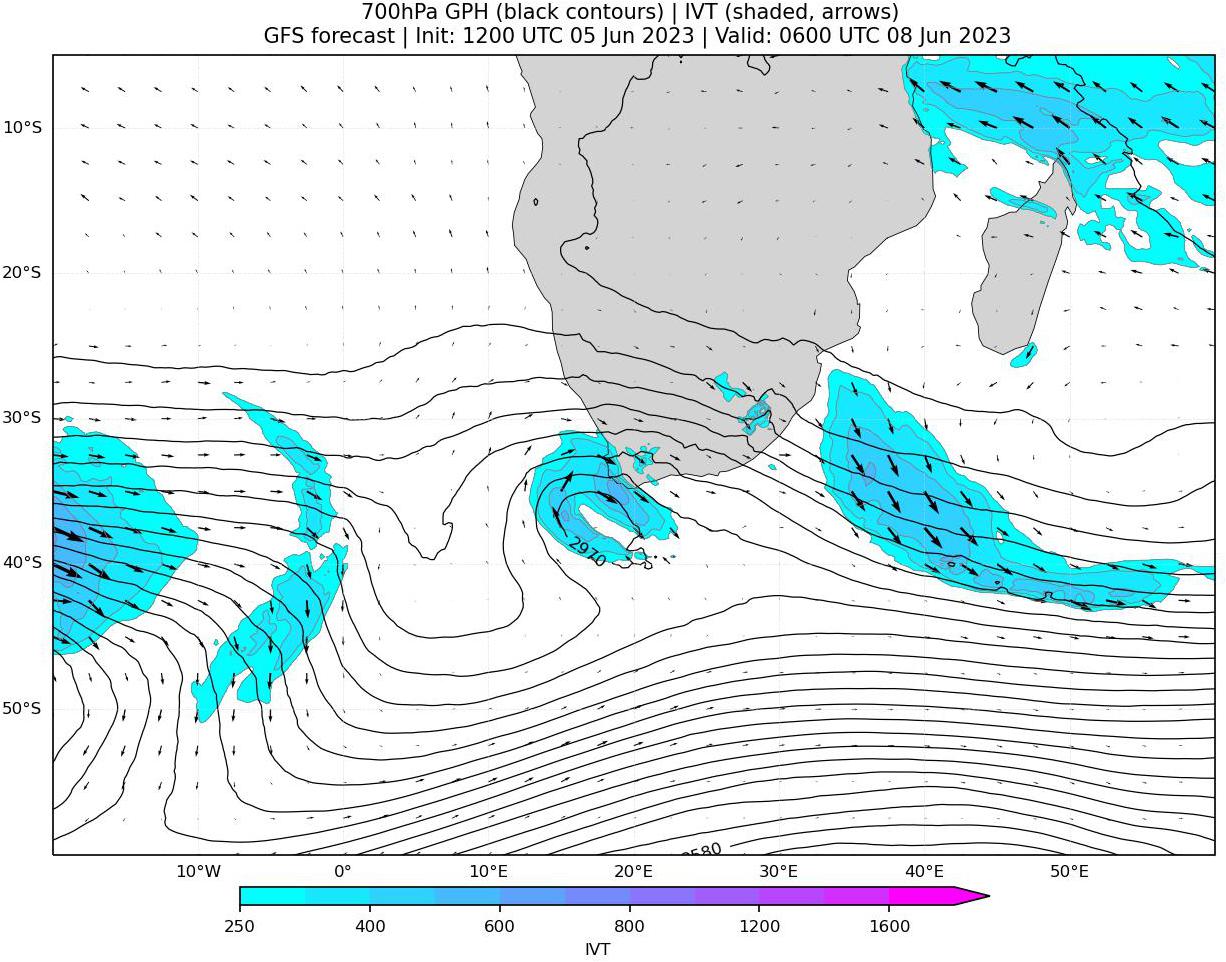 700hPa GPH (black contours) | IVT (shaded, arrows)
GFS forecast | Init: 1200 UTC 05 Jun 2023 | Valid: 0600 UTC 08 Jun 2023
10°S
20°S
30°S
40°S
50°S
2970
10°W 0° 10°E 20°E 30°E 40°E 50°E
250 400 600 800 1200 1600
IVT